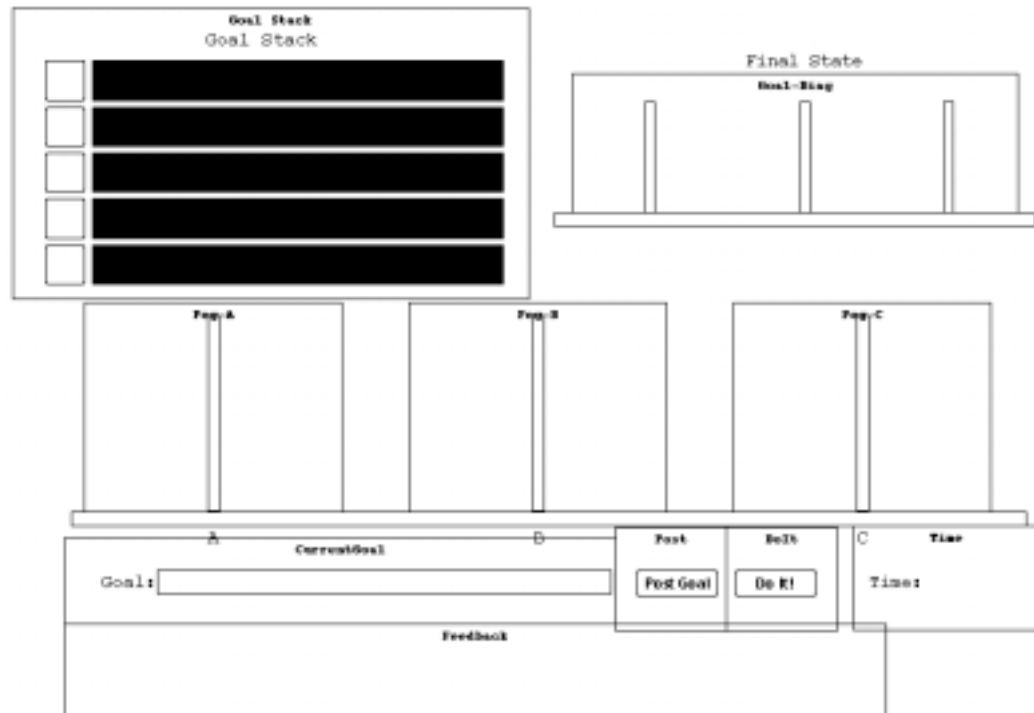 Goal Stack
Goal Stack
Final State
Goal-Diag
Peg-A
Peg-B
Peg-C
A
B
C
CurrentGoal
Post
DoIt
Time
Goal:
Post Goal
Do It!
Time:
Feedback